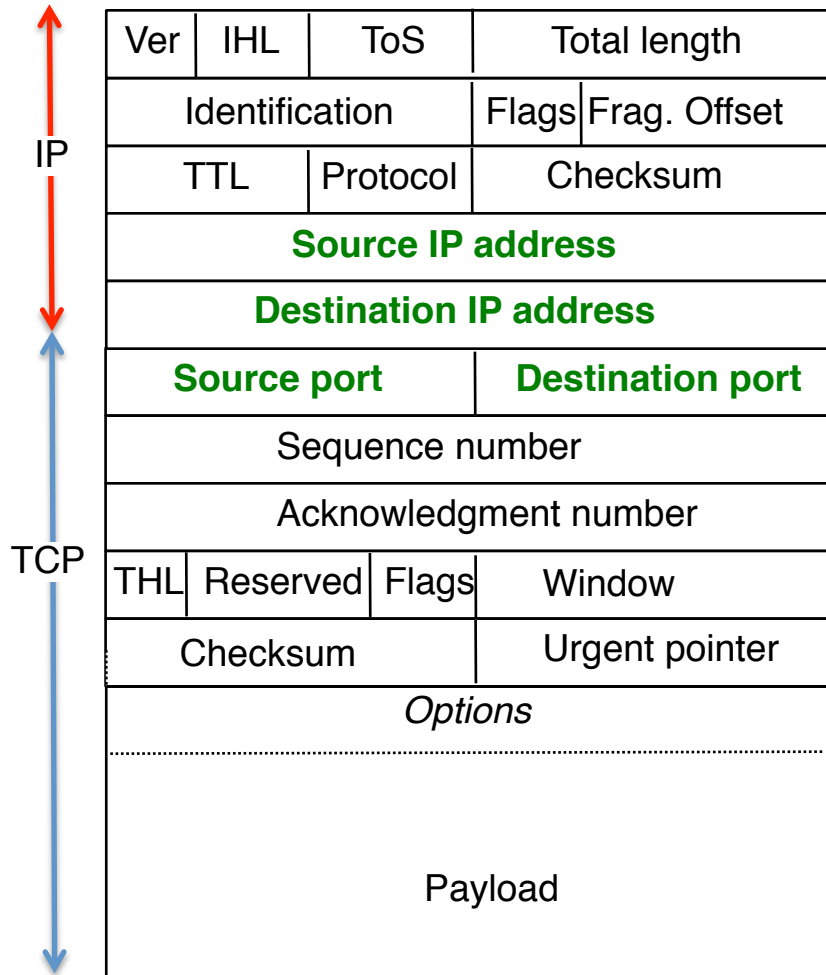 Ver IHL ToS Total length
Identification Flags Frag. Offset
IP
TTL Protocol Checksum
Source IP address
Destination IP address
Source port Destination port
Sequence number
Acknowledgment number
TCP
THL Reserved Flags Window
Checksum Urgent pointer
Options
Payload